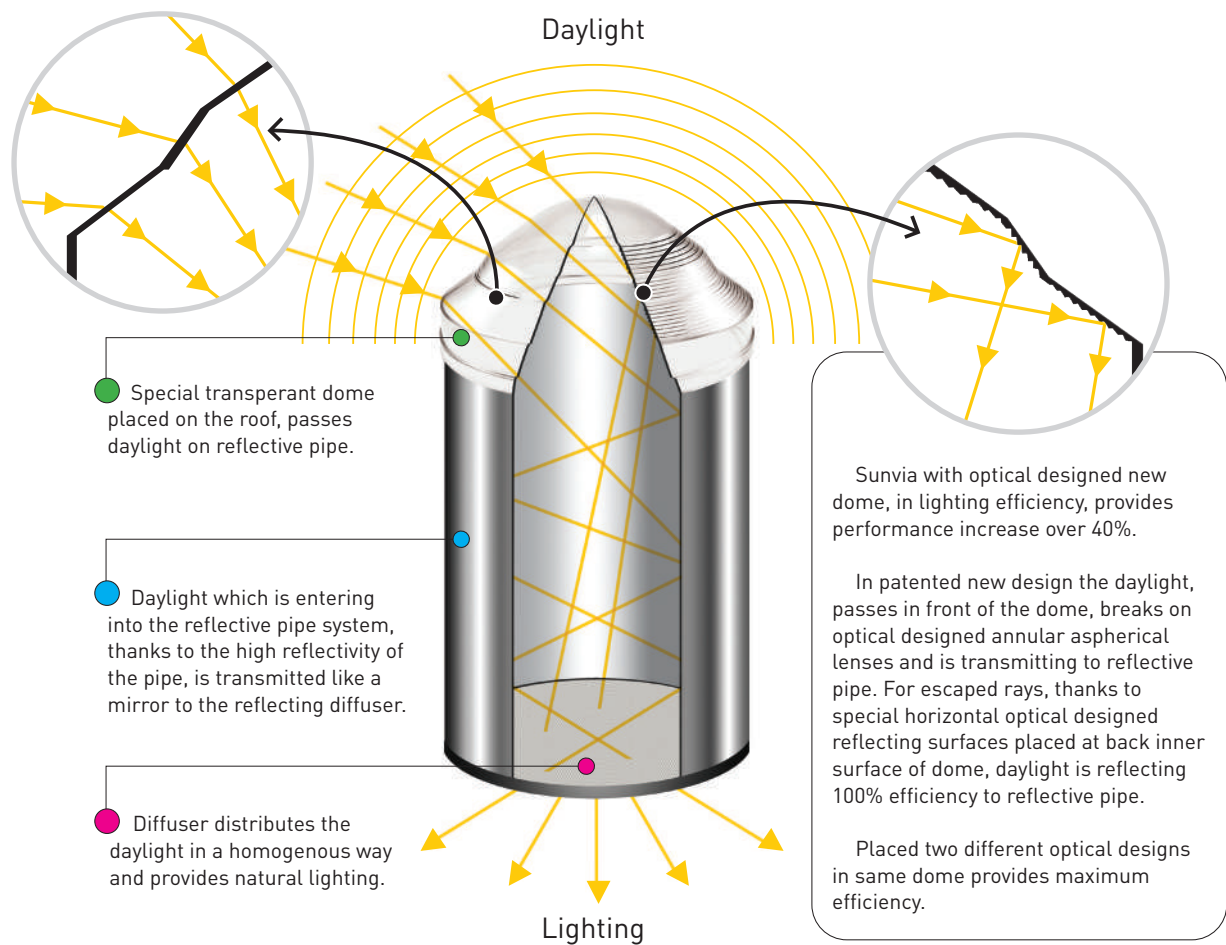 Daylight
Special transperant dome
placed on the roof, passes
daylight on reflective pipe.
Daylight which is entering
into the reflective pipe system,
thanks to the high reflectivity of
the pipe, is transmitted like a
mirror to the reflecting diffuser.
Diffuser distributes the
daylight in a homogenous way
and provides natural lighting.
Lighting
Sunvia with optical designed new
dome, in lighting efficiency, provides
performance increase over 40%.
In patented new design the daylight,
passes in front of the dome, breaks on
optical designed annular aspherical
lenses and is transmitting to reflective
pipe. For escaped rays, thanks to
special horizontal optical designed
reflecting surfaces placed at back inner
surface of dome, daylight is reflecting
100% efficiency to reflective pipe.
Placed two different optical designs
in same dome provides maximum
efficiency.